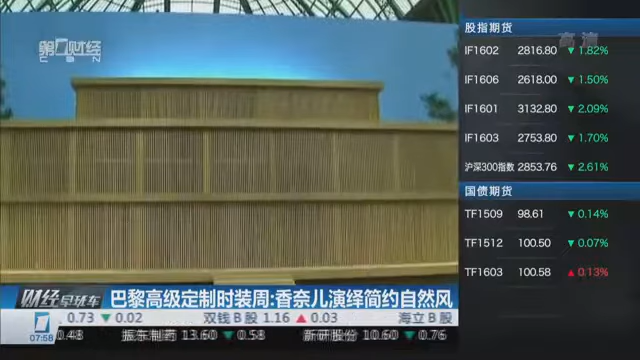 第一财经
CBN
高清
股指期货
IF1602 2816.80 ▼1.82%
IF1606 2618.00 ▼1.50%
IF1601 3132.80 ▼2.09%
IF1603 2753.80 ▼1.70%
沪深300指数 2853.76 ▼2.61%
国债期货
TF1509 98.61 ▼0.14%
TF1512 100.50 ▼0.07%
TF1603 100.58 ▲0.13%
财经早班车
巴黎高级定制时装周:香奈儿演绎简约自然风
0.73 ▼0.02 双钱B股 1.16 ▲0.03 海立B股
07:58
0.48 振东制药 13.60 ▼0.58 新研股份 10.60 ▼0.76